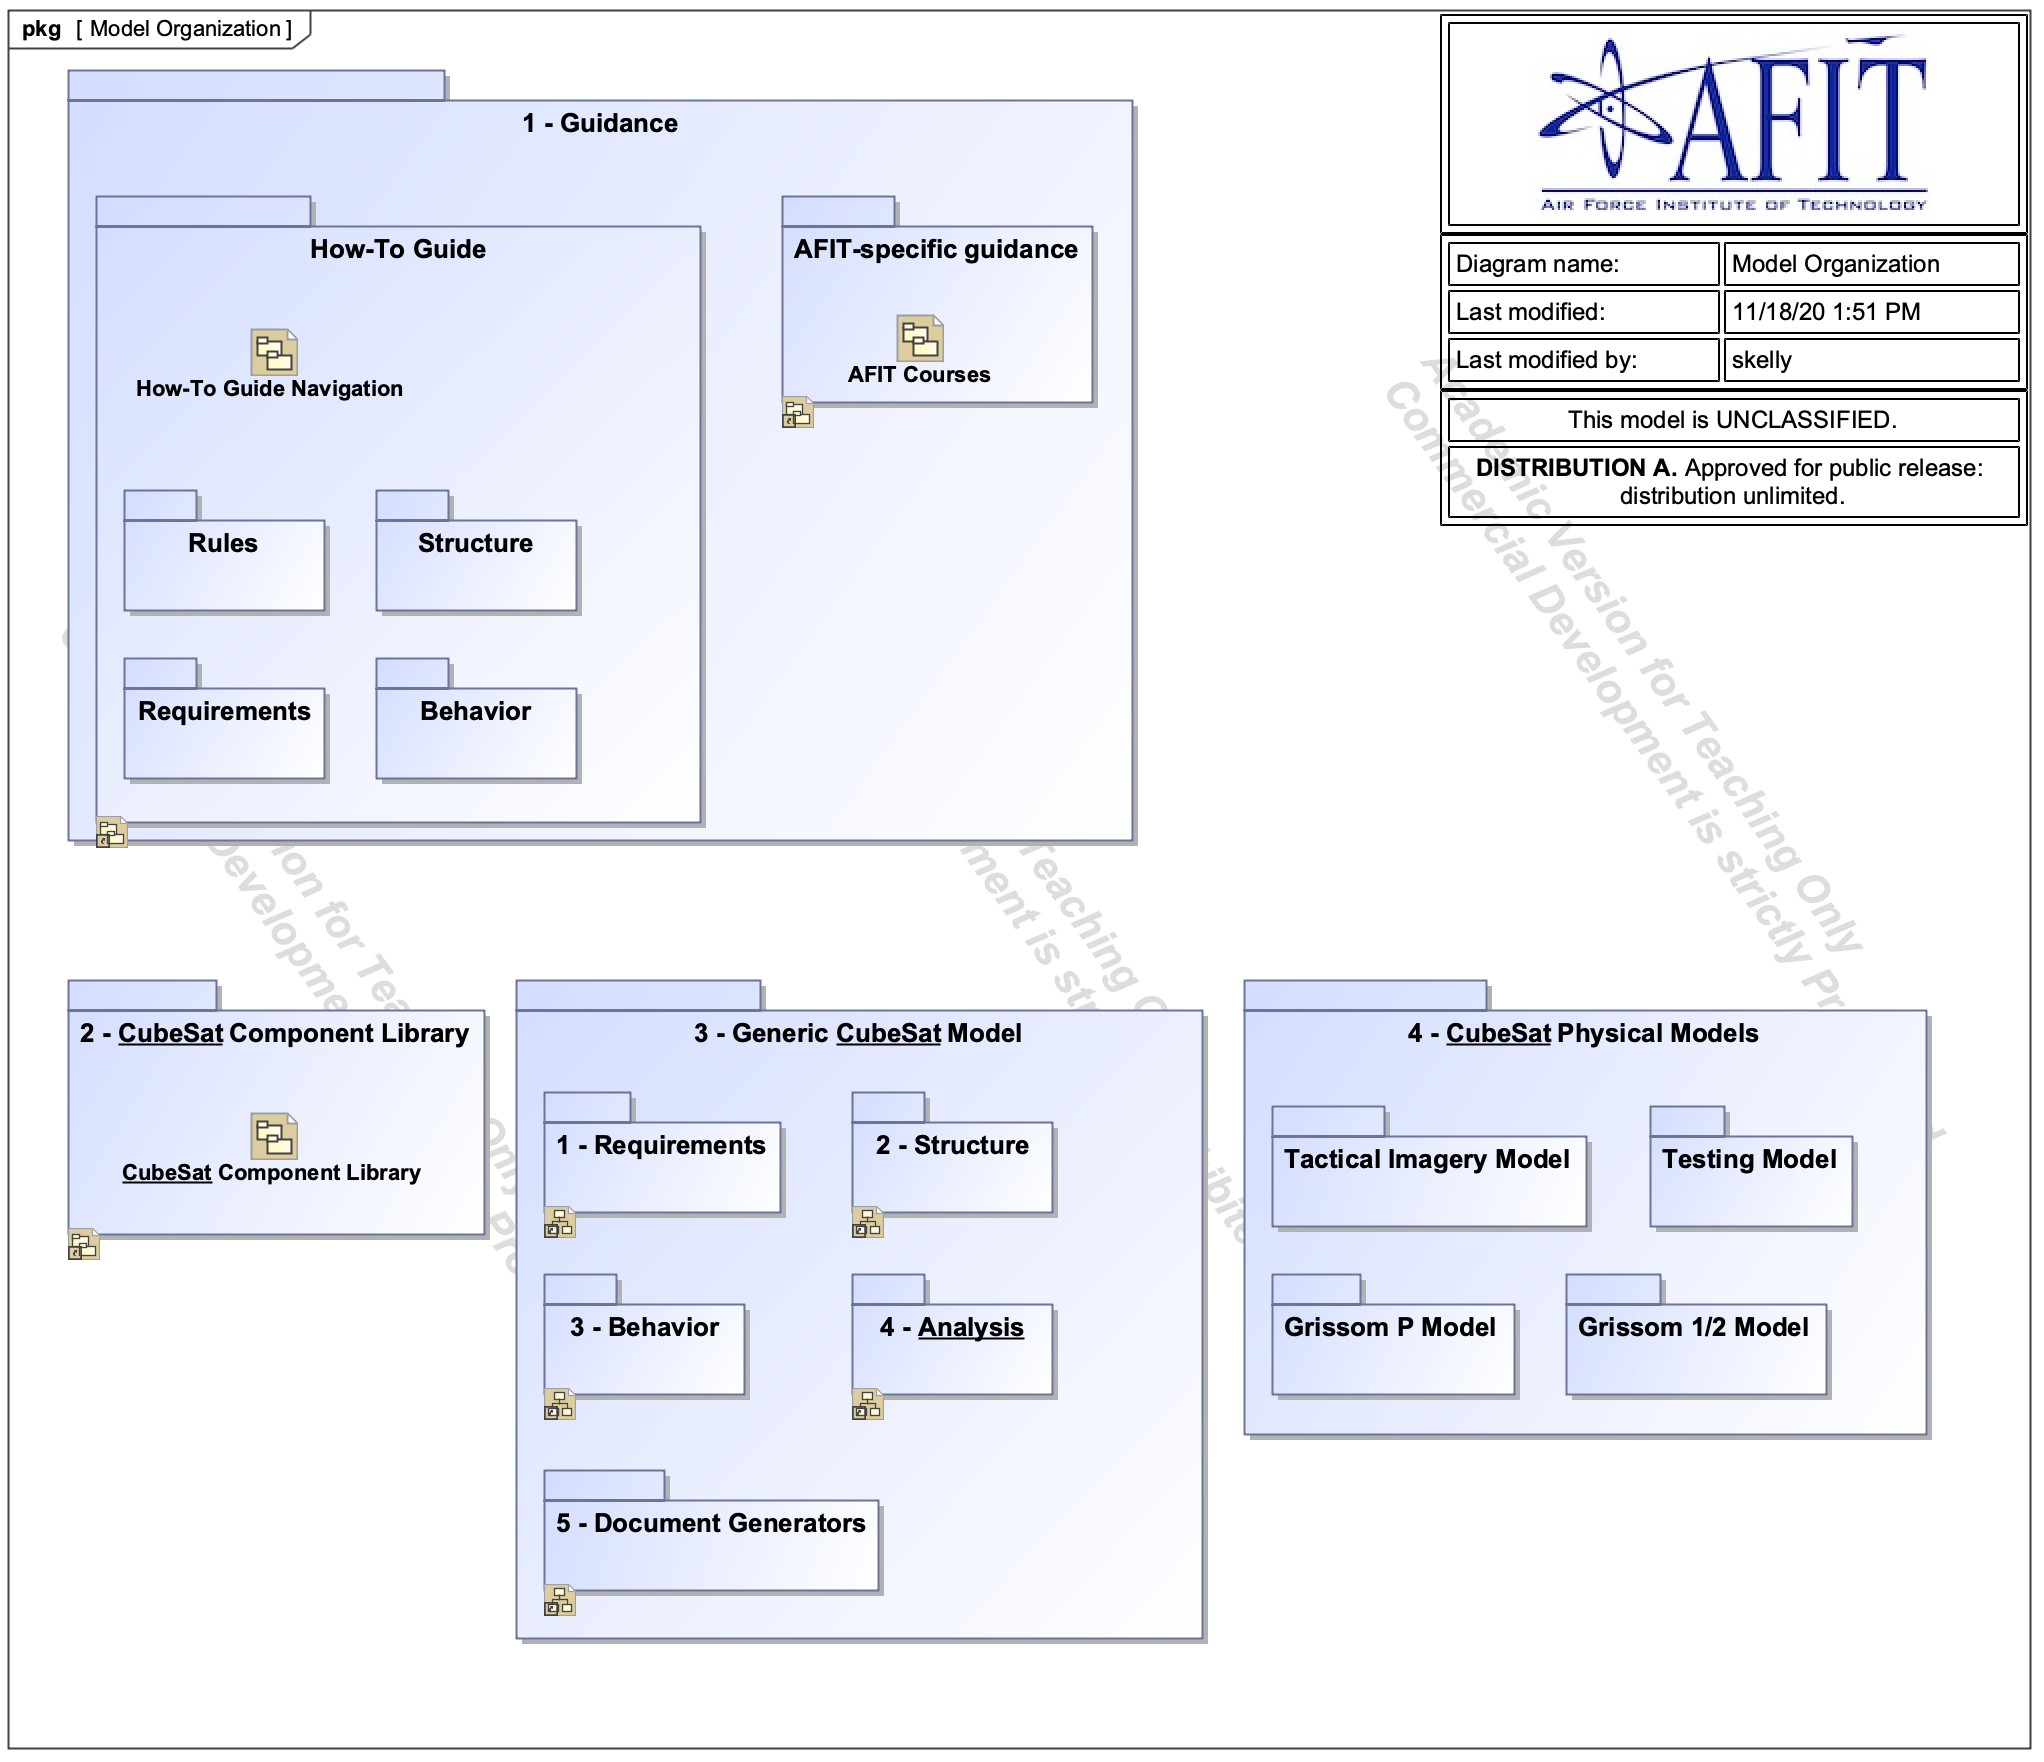 pkg [ Model Organization ]
AFIT
AIR FORCE INSTITUTE OF TECHNOLOGY
Diagram name: Model Organization
Last modified: 11/18/20 1:51 PM
Last modified by: skelly
This model is UNCLASSIFIED.
DISTRIBUTION A. Approved for public release:
distribution unlimited.
1 - Guidance
How-To Guide
How-To Guide Navigation
Rules
Structure
Requirements
Behavior
AFIT-specific guidance
AFIT Courses
2 - CubeSat Component Library
CubeSat Component Library
3 - Generic CubeSat Model
1 - Requirements
2 - Structure
3 - Behavior
4 - Analysis
5 - Document Generators
4 - CubeSat Physical Models
Tactical Imagery Model
Testing Model
Grissom P Model
Grissom 1/2 Model
Academic Version for Teaching Only
Commercial Development is strictly